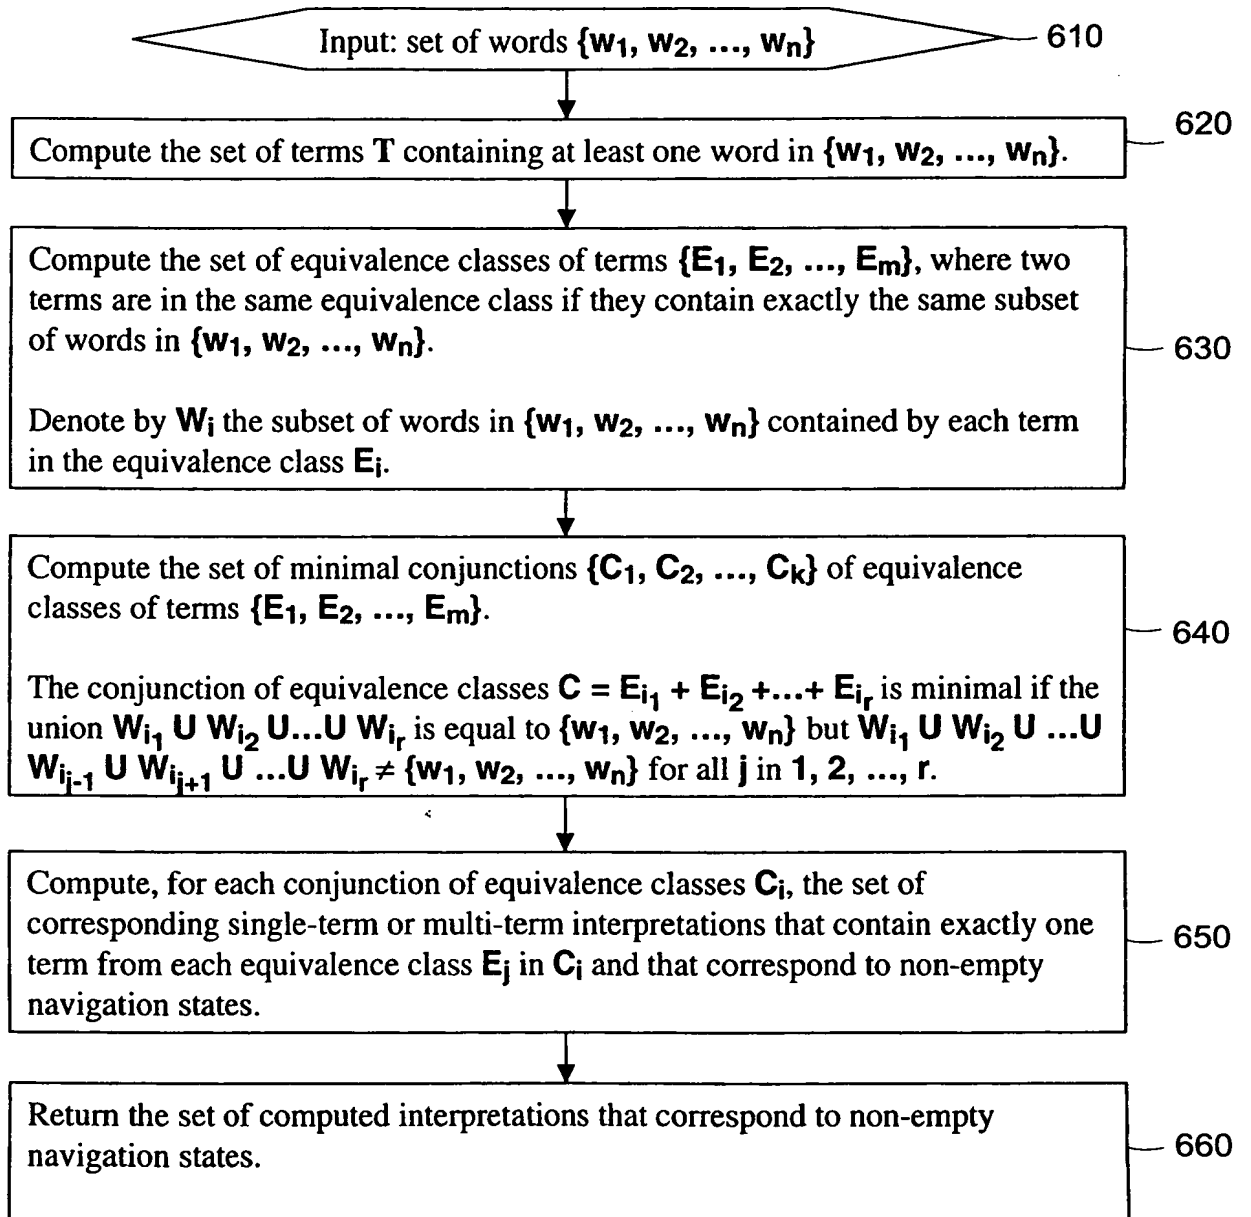 Input: set of words {w1, w2, ..., wn}
610
620
Compute the set of terms T containing at least one word in {w1, w2, ..., wn}.
Compute the set of equivalence classes of terms {E1, E2, ..., Em}, where two
terms are in the same equivalence class if they contain exactly the same subset
of words in {w1, w2, ..., wn}.
630
Denote by Wi the subset of words in {w1, w2, ..., wn} contained by each term
in the equivalence class Ei.
Compute the set of minimal conjunctions {C1, C2, ..., Ck} of equivalence
classes of terms {E1, E2, ..., Em}.
640
The conjunction of equivalence classes C = Ei1 + Ei2 +...+ Eir is minimal if the
union Wi1 U Wi2 U...U Wir is equal to {w1, w2, ..., wn} but Wi1 U Wi2 U ...U
Wij-1 U Wij+1 U ...U Wir ≠ {w1, w2, ..., wn} for all j in 1, 2, ..., r.
Compute, for each conjunction of equivalence classes Ci, the set of
corresponding single-term or multi-term interpretations that contain exactly one
term from each equivalence class Ej in Ci and that correspond to non-empty
navigation states.
650
Return the set of computed interpretations that correspond to non-empty
navigation states.
660